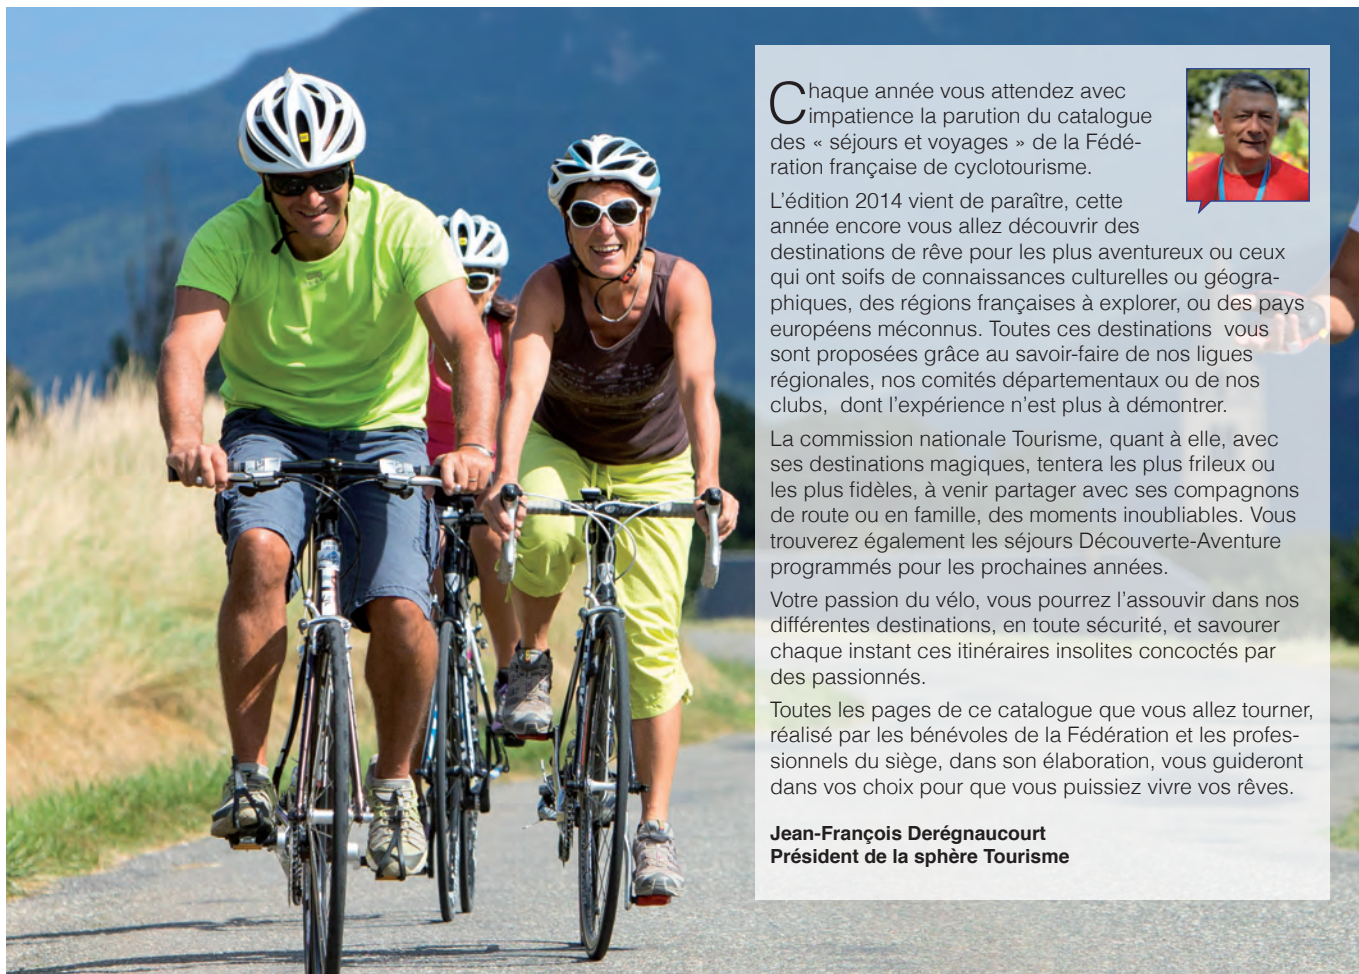 Chaque année vous attendez avec
impatience la parution du catalogue
des « séjours et voyages » de la Fédé-
ration française de cyclotourisme.
L'édition 2014 vient de paraître, cette
année encore vous allez découvrir des
destinations de rêve pour les plus aventureux ou ceux
qui ont soifs de connaissances culturelles ou géogra-
phiques, des régions françaises à explorer, ou des pays
européens méconnus. Toutes ces destinations  vous
sont proposées grâce au savoir-faire de nos ligues
régionales, nos comités départementaux ou de nos
clubs,  dont l'expérience n'est plus à démontrer.
La commission nationale Tourisme, quant à elle, avec
ses destinations magiques, tentera les plus frileux ou
les plus fidèles, à venir partager avec ses compagnons
de route ou en famille, des moments inoubliables. Vous
trouverez également les séjours Découverte-Aventure
programmés pour les prochaines années.
Votre passion du vélo, vous pourrez l'assouvir dans nos
différentes destinations, en toute sécurité, et savourer
chaque instant ces itinéraires insolites concoctés par
des passionnés.
Toutes les pages de ce catalogue que vous allez tourner,
réalisé par les bénévoles de la Fédération et les profes-
sionnels du siège, dans son élaboration, vous guideront
dans vos choix pour que vous puissiez vivre vos rêves.
Jean-François Derégnaucourt
Président de la sphère Tourisme